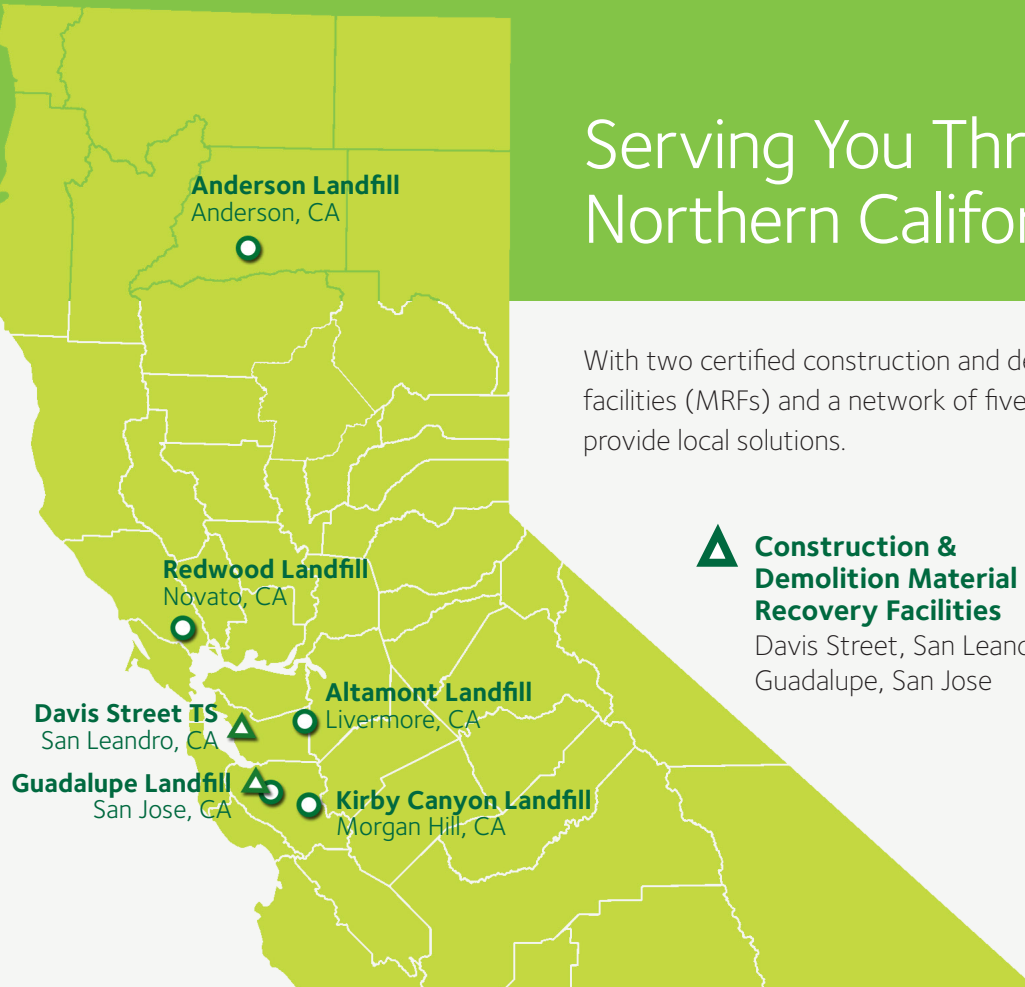 Serving You Thr
Northern Califor
With two certified construction and de
facilities (MRFs) and a network of five
provide local solutions.
Construction &
Demolition Material
Recovery Facilities
Davis Street, San Leand
Guadalupe, San Jose
Anderson Landfill
Anderson, CA
Redwood Landfill
Novato, CA
Altamont Landfill
Livermore, CA
Davis Street TS
San Leandro, CA
Guadalupe Landfill
San Jose, CA
Kirby Canyon Landfill
Morgan Hill, CA